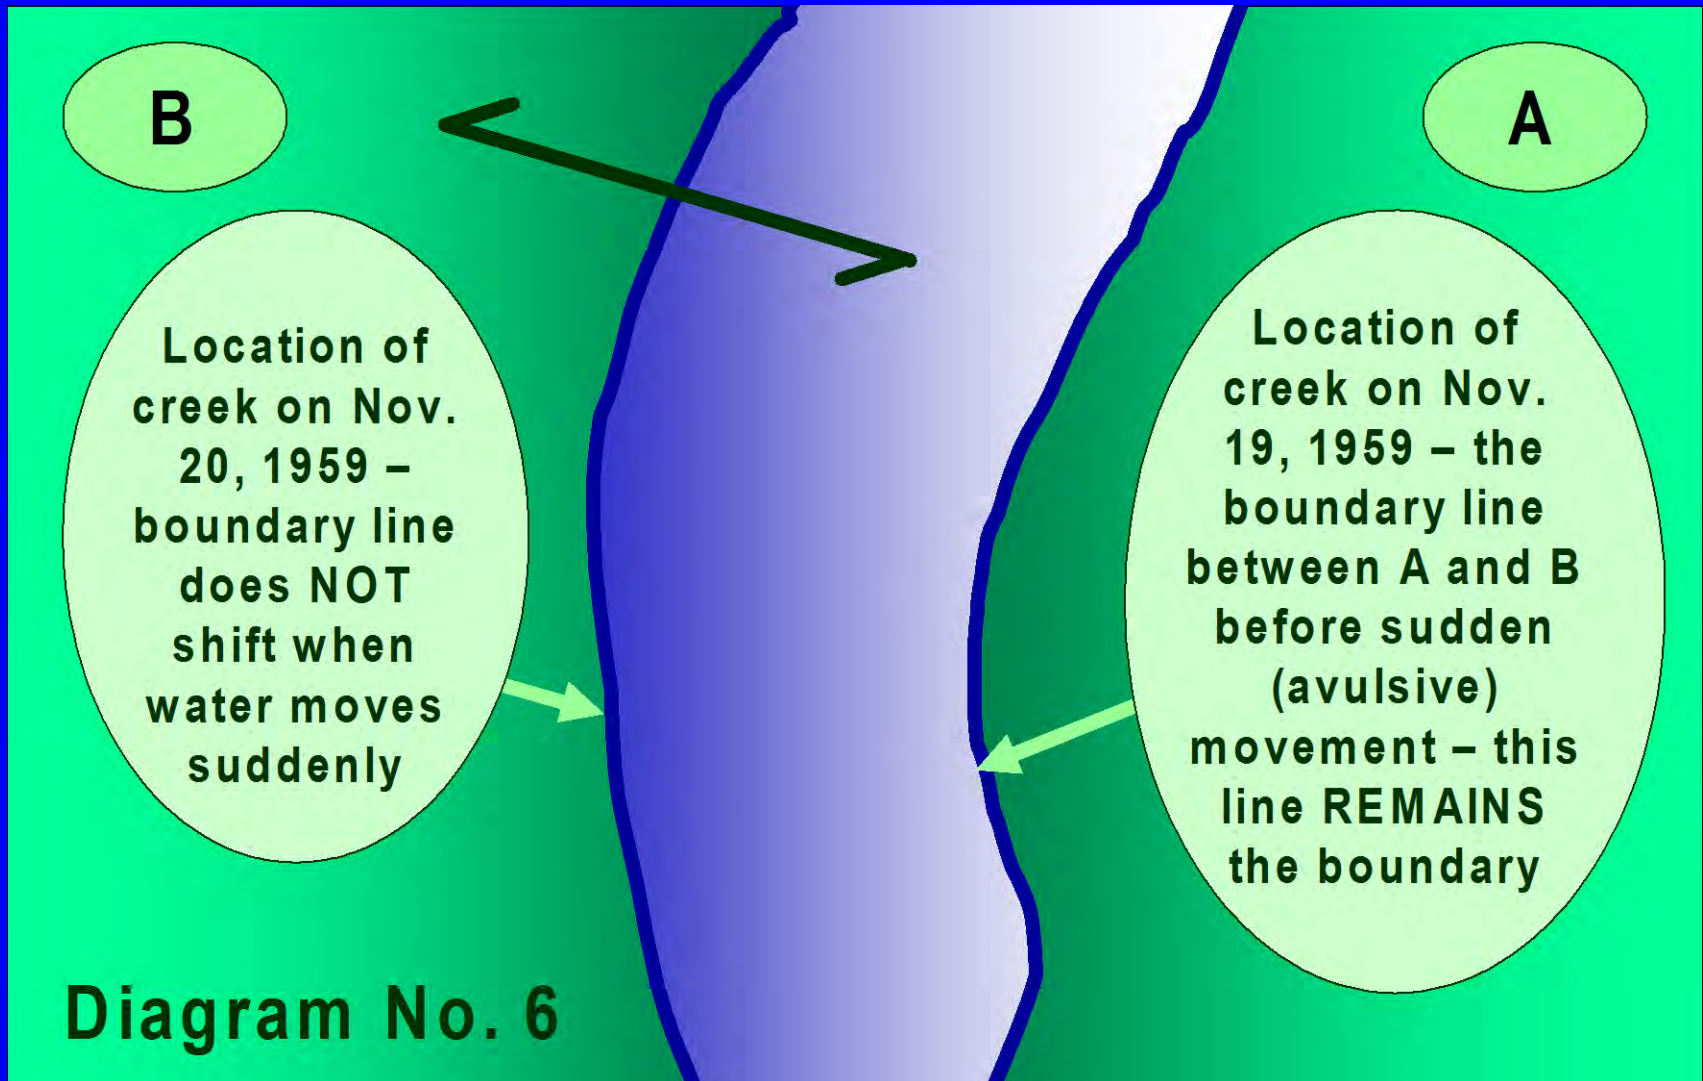 B
A
Location of
creek on Nov.
20, 1959 –
boundary line
does NOT
shift when
water moves
suddenly
Location of
creek on Nov.
19, 1959 – the
boundary line
between A and B
before sudden
(avulsive)
movement – this
line REMAINS
the boundary
Diagram No. 6